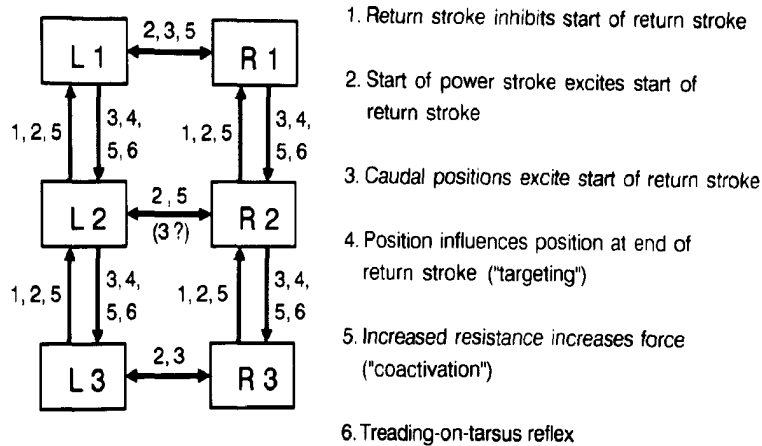 L 1
2, 3, 5
R 1
1, 2, 5
3, 4,
5, 6
1, 2, 5
3, 4,
5, 6
L 2
2, 5
(3 ?)
R 2
1, 2, 5
3, 4,
5, 6
1, 2, 5
3, 4,
5, 6
L 3
2, 3
R 3
1. Return stroke inhibits start of return stroke
2. Start of power stroke excites start of
return stroke
3. Caudal positions excite start of return stroke
4. Position influences position at end of
return stroke ("targeting")
5. Increased resistance increases force
("coactivation")
6. Treading-on-tarsus reflex